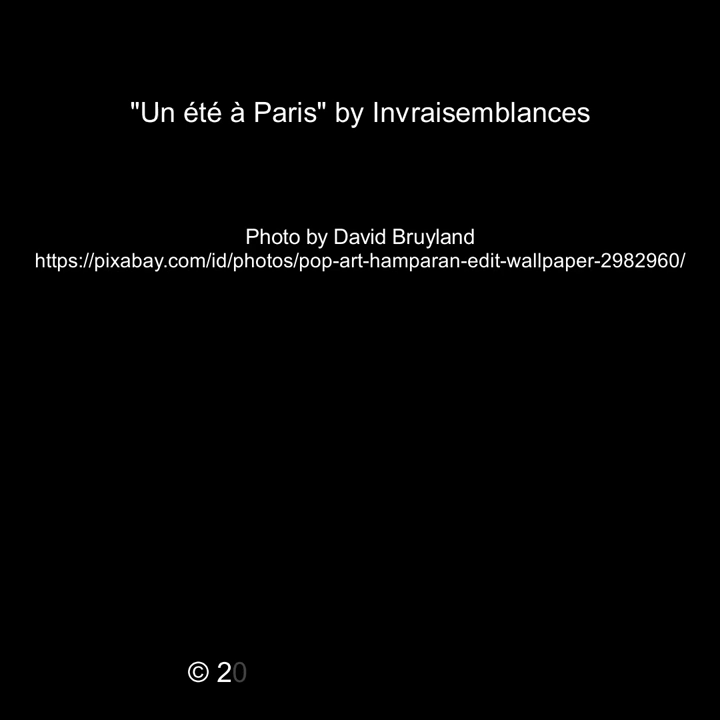 "Un été à Paris" by Invraisemblances
Photo by David Bruyland
https://pixabay.com/id/photos/pop-art-hamparan-edit-wallpaper-2982960/
© 20